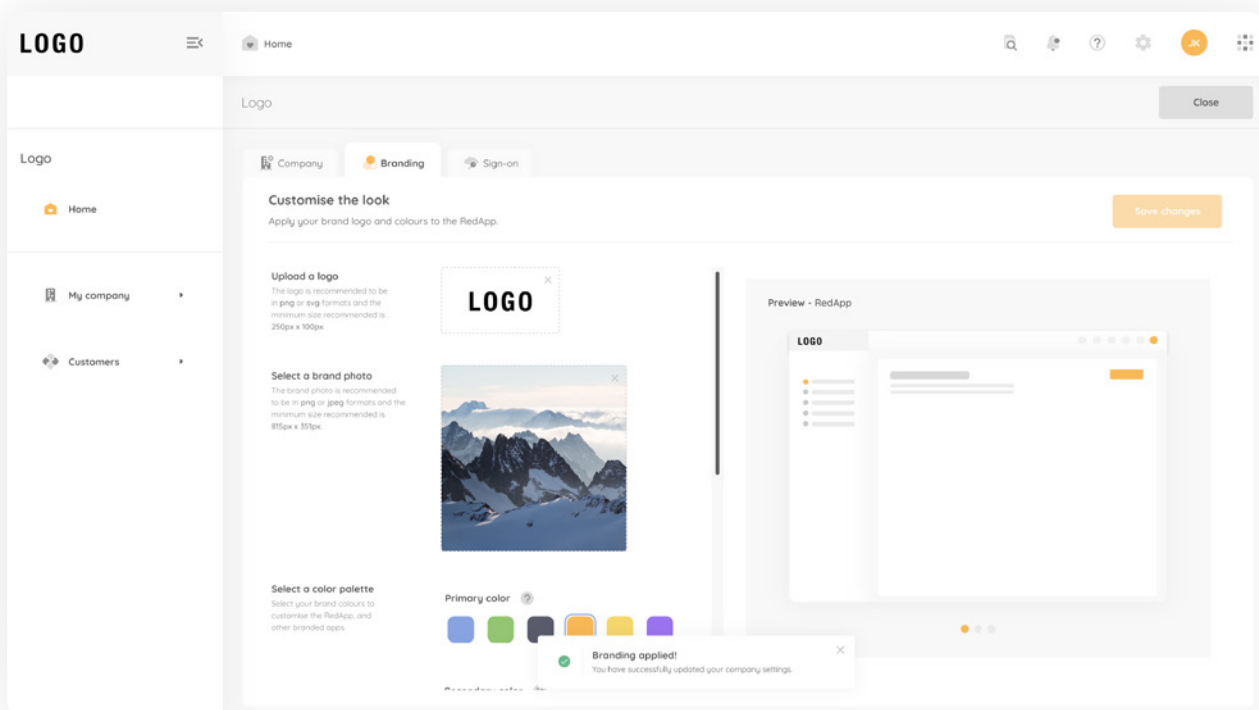 LOGO
Home
JK
Logo
Close
Logo
Home
My company
Customers
Company
Branding
Sign-on
Customise the look
Apply your brand logo and colours to the RedApp.
Save changes
Upload a logo
The logo is recommended to be
in png or svg formats and the
minimum size recommended is
250px x 100px.
LOGO
Select a brand photo
The brand photo is recommended
to be in png or jpeg formats and the
minimum size recommended is
815px x 351px.
Select a color palette
Select your brand colours to
customise the RedApp, and
other branded apps.
Primary color ?
Secondary color
Preview - RedApp
LOGO
Branding applied!
You have successfully updated your company settings.